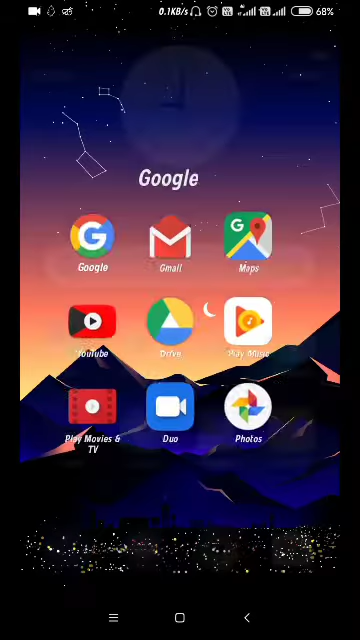 0.1KB/s 68%
Google
Google Gmail Maps
YouTube Drive Play Music
Play Movies & TV Duo Photos